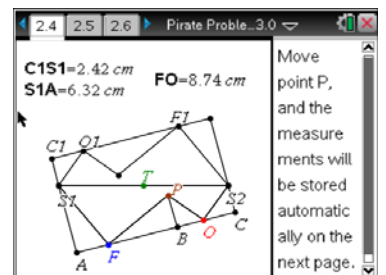 2.4 2.5 2.6 Pirate Proble...3.0
C1S1=2.42 cm
S1A=6.32 cm
FO=8.74 cm
Move
point P,
and the
measure
ments will
be stored
automatic
ally on the
next page.
F1
C1 O1
T
P
S1 S2
C
B O
A F